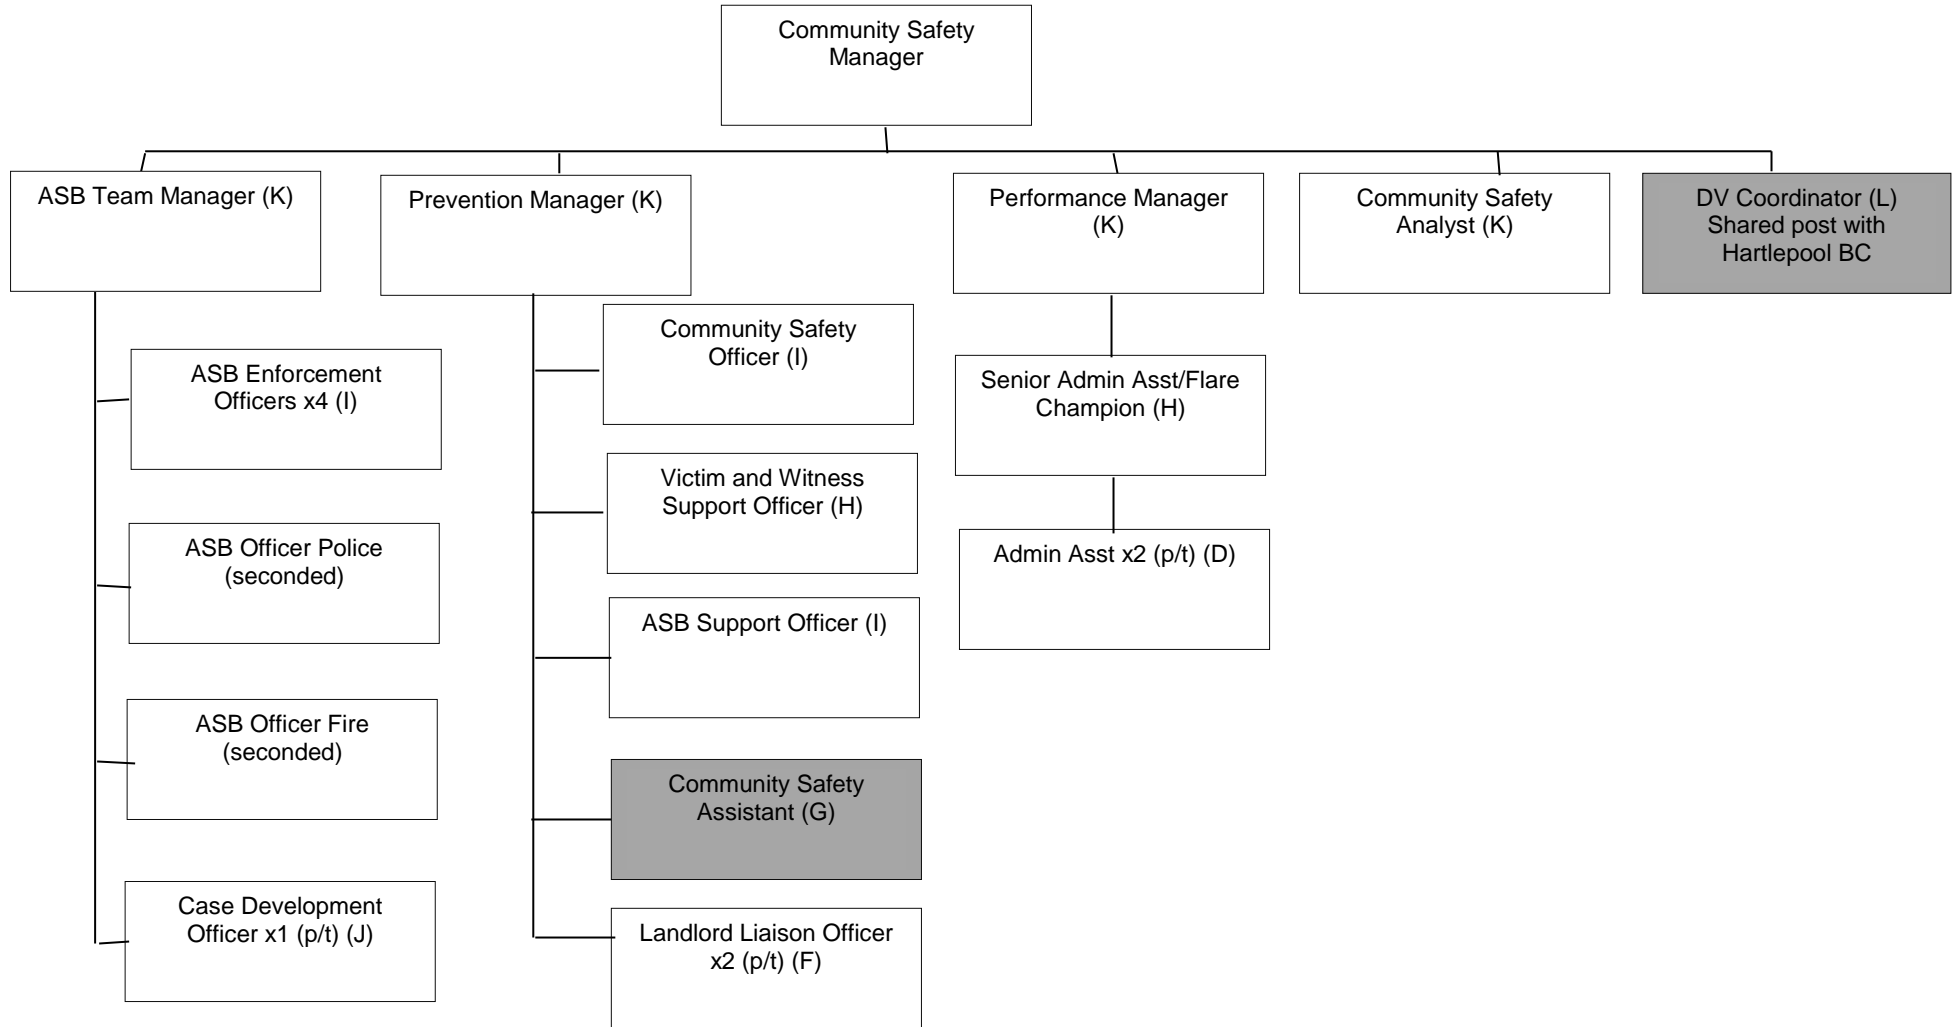 Community Safety
Manager
ASB Team Manager (K)
Prevention Manager (K)
Performance Manager
(K)
Community Safety
Analyst (K)
DV Coordinator (L)
Shared post with
Hartlepool BC
ASB Enforcement
Officers x4 (I)
ASB Officer Police
(seconded)
ASB Officer Fire
(seconded)
Case Development
Officer x1 (p/t) (J)
Community Safety
Officer (I)
Victim and Witness
Support Officer (H)
ASB Support Officer (I)
Community Safety
Assistant (G)
Landlord Liaison Officer
x2 (p/t) (F)
Senior Admin Asst/Flare
Champion (H)
Admin Asst x2 (p/t) (D)